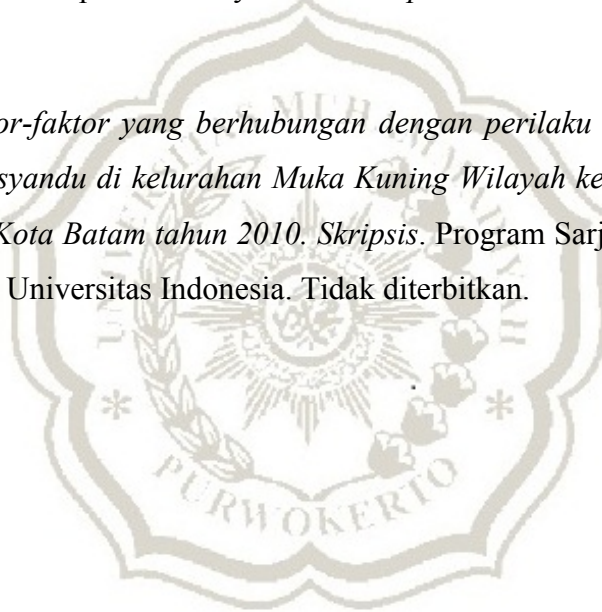 or-faktor yang berhubungan dengan perilaku
syandu di kelurahan Muka Kuning Wilayah ke
Kota Batam tahun 2010. Skripsis. Program Sarj
Universitas Indonesia. Tidak diterbitkan.
PURWOKERTO